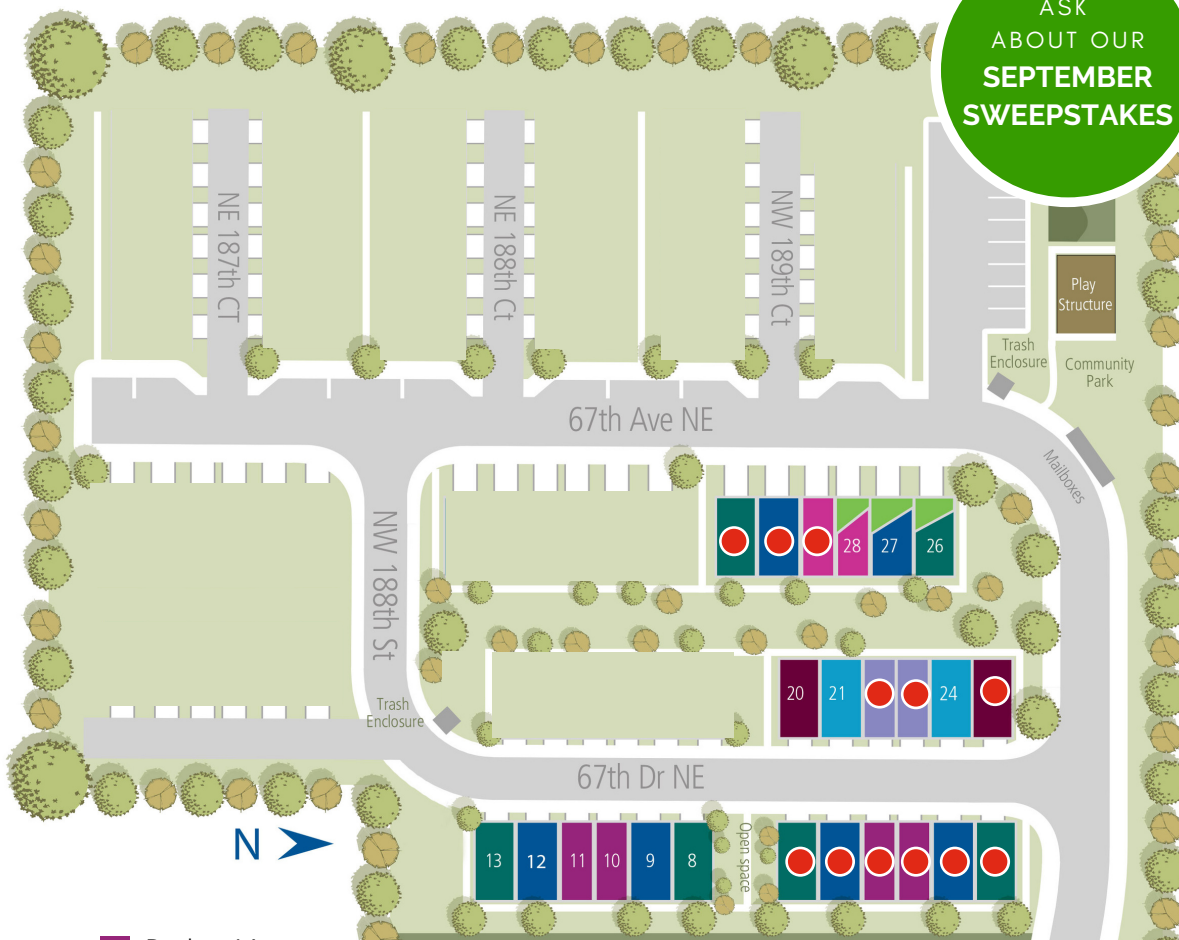 ASK
ABOUT OUR
SEPTEMBER
SWEEPSTAKES
NE 187th CT
NE 188th Ct
NW 189th Ct
Play
Structure
Trash
Enclosure
Community
Park
67th Ave NE
Mailboxes
NW 188th St
28
27
26
20
21
24
Trash
Enclosure
67th Dr NE
N
13
12
11
10
9
8
Open space